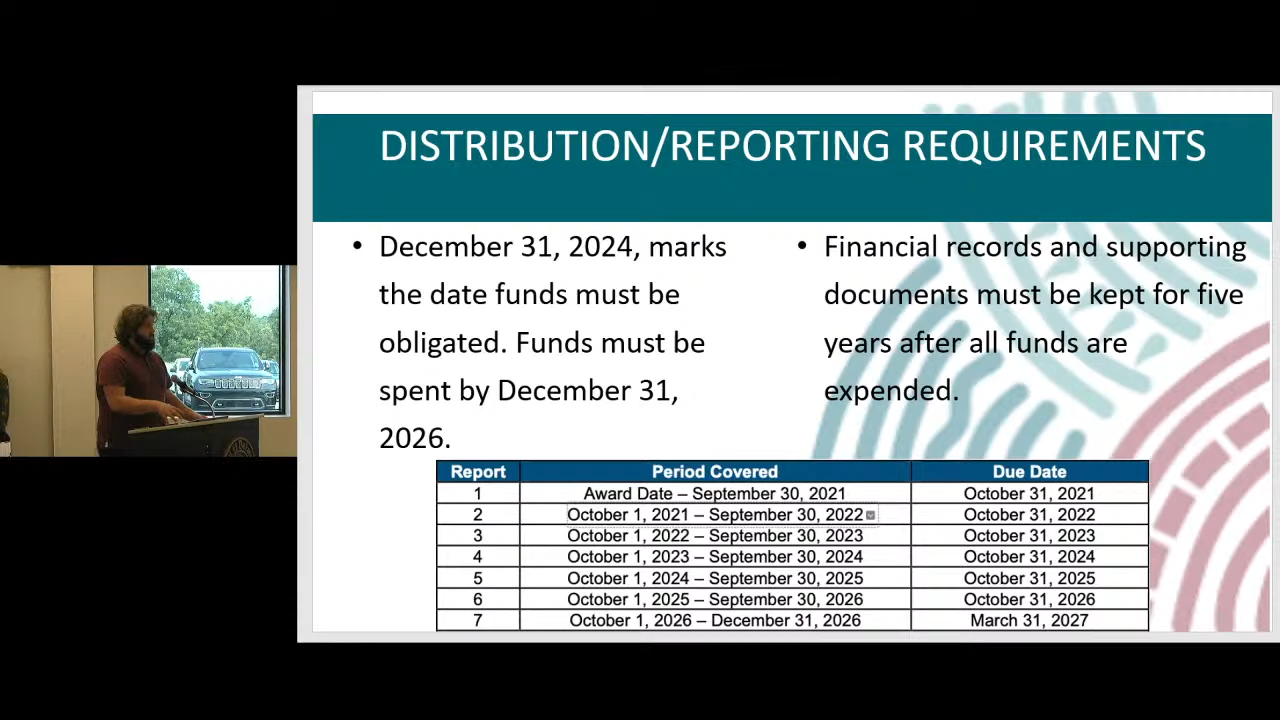 DISTRIBUTION/REPORTING REQUIREMENTS
• December 31, 2024, marks
the date funds must be
obligated. Funds must be
spent by December 31,
2026.
• Financial records and supporting
documents must be kept for five
years after all funds are
expended.
Report Period Covered Due Date
1 Award Date – September 30, 2021 October 31, 2021
2 October 1, 2021 – September 30, 2022 October 31, 2022
3 October 1, 2022 – September 30, 2023 October 31, 2023
4 October 1, 2023 – September 30, 2024 October 31, 2024
5 October 1, 2024 – September 30, 2025 October 31, 2025
6 October 1, 2025 – September 30, 2026 October 31, 2026
7 October 1, 2026 – December 31, 2026 March 31, 2027